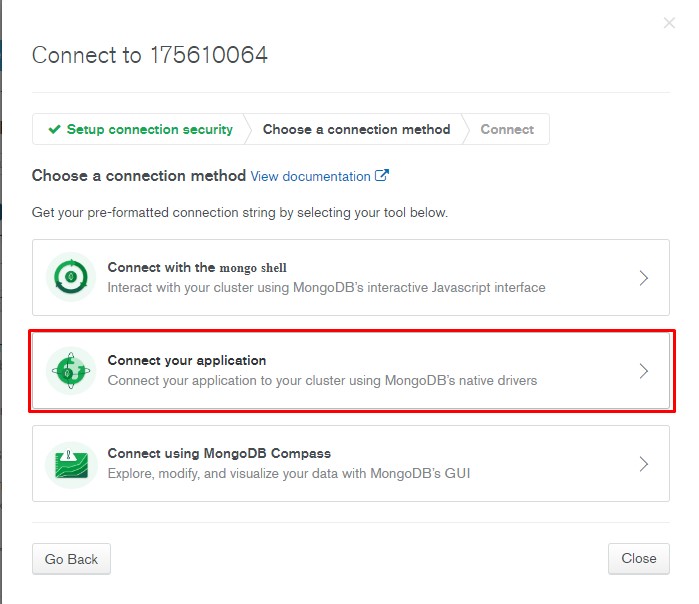 Connect to 175610064
Setup connection security
Choose a connection method
Connect
Choose a connection method View documentation
Get your pre-formatted connection string by selecting your tool below.
Connect with the mongo shell
Interact with your cluster using MongoDB's interactive Javascript interface
Connect your application
Connect your application to your cluster using MongoDB's native drivers
Connect using MongoDB Compass
Explore, modify, and visualize your data with MongoDB's GUI
Go Back
Close